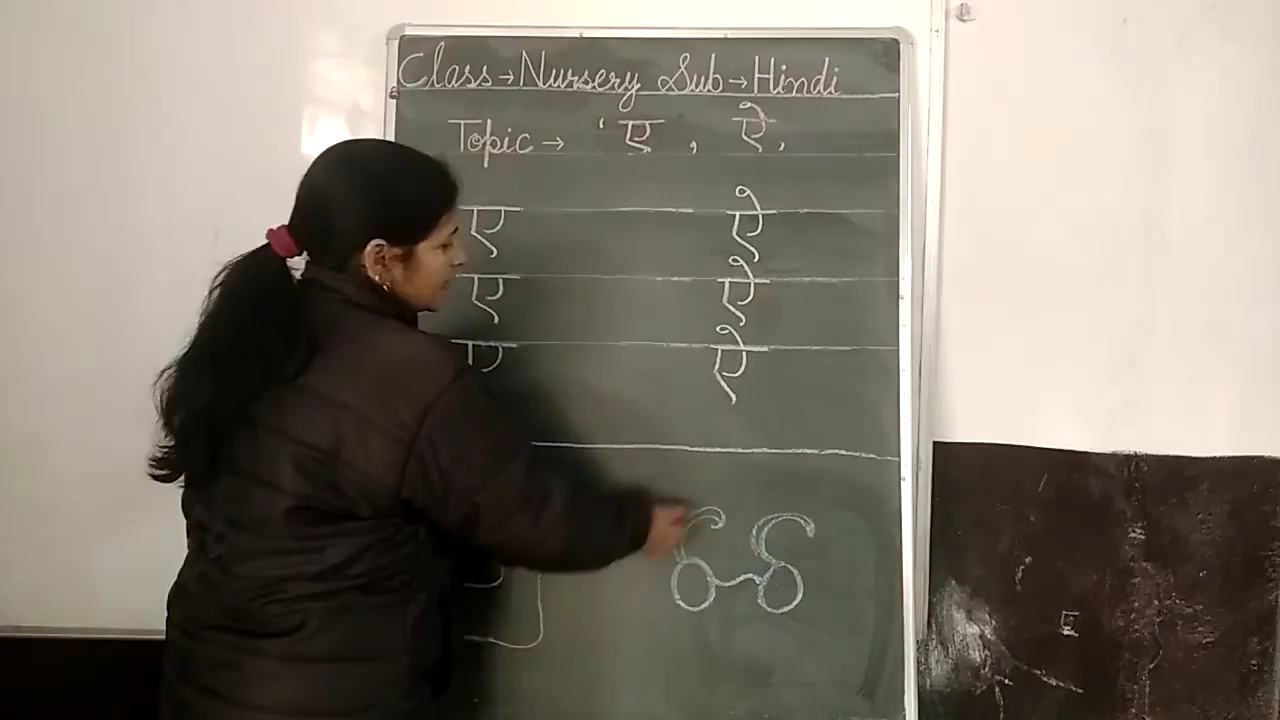 Class→Nursery Sub→Hindi
Topic → 'ए, ऐ.
ए ऐ
ए ऐ
ए ऐ